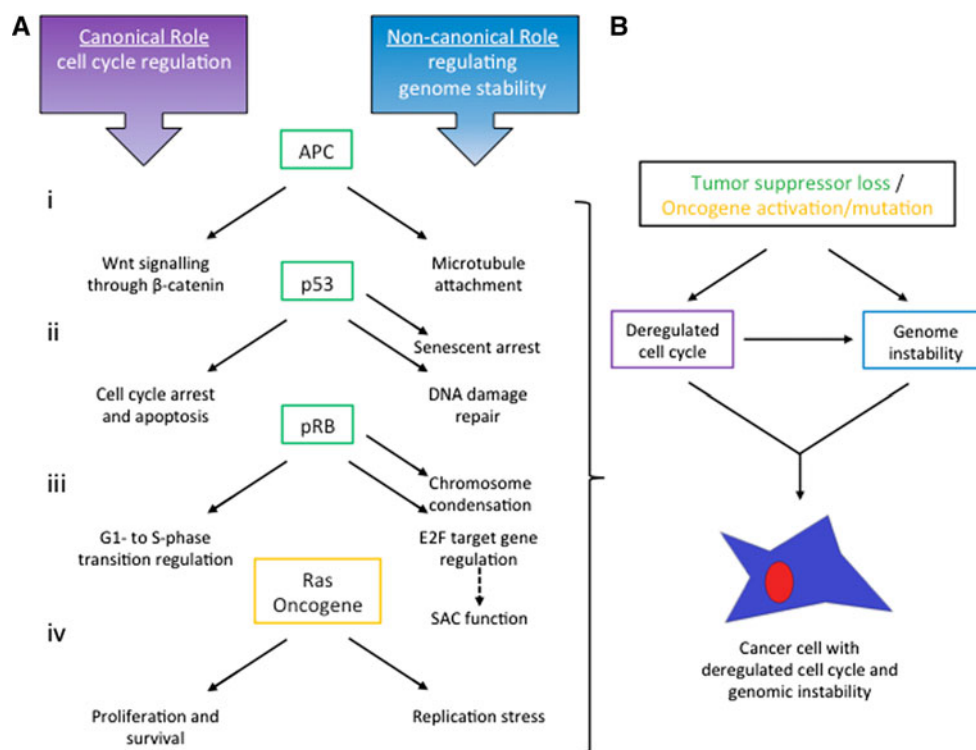 A
Canonical Role
cell cycle regulation
Non-canonical Role
regulating
genome stability
APC
i
Wnt signalling
through β-catenin
Microtubule
attachment
p53
ii
Senescent arrest
Cell cycle arrest
and apoptosis
DNA damage
repair
pRB
iii
Chromosome
condensation
G1- to S-phase
transition regulation
E2F target gene
regulation
SAC function
Ras
Oncogene
iv
Proliferation and
survival
Replication stress
B
Tumor suppressor loss /
Oncogene activation/mutation
Deregulated
cell cycle
Genome
instability
Cancer cell with
deregulated cell cycle and
genomic instability